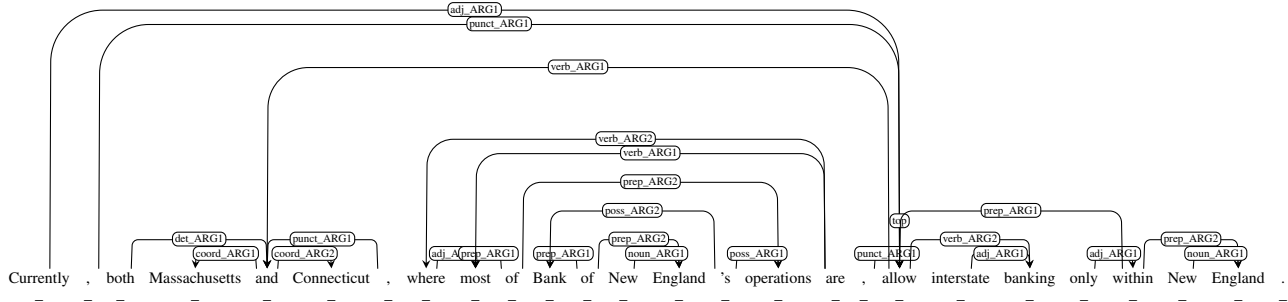 adj_ARG1
punct_ARG1
verb_ARG1
verb_ARG2
verb_ARG1
prep_ARG2
poss_ARG2
prep_ARG1
top
det_ARG1 punct_ARG1 prep_ARG2 verb_ARG2 prep_ARG2
coord_ARG1 coord_ARG2 prep_ARG1 prep_ARG1 noun_ARG1 poss_ARG1 punct_ARG1 adj_ARG1 adj_ARG1 noun_ARG1
Currently , both Massachusetts and Connecticut , where most of Bank of New England 's operations are , allow interstate banking only within New England